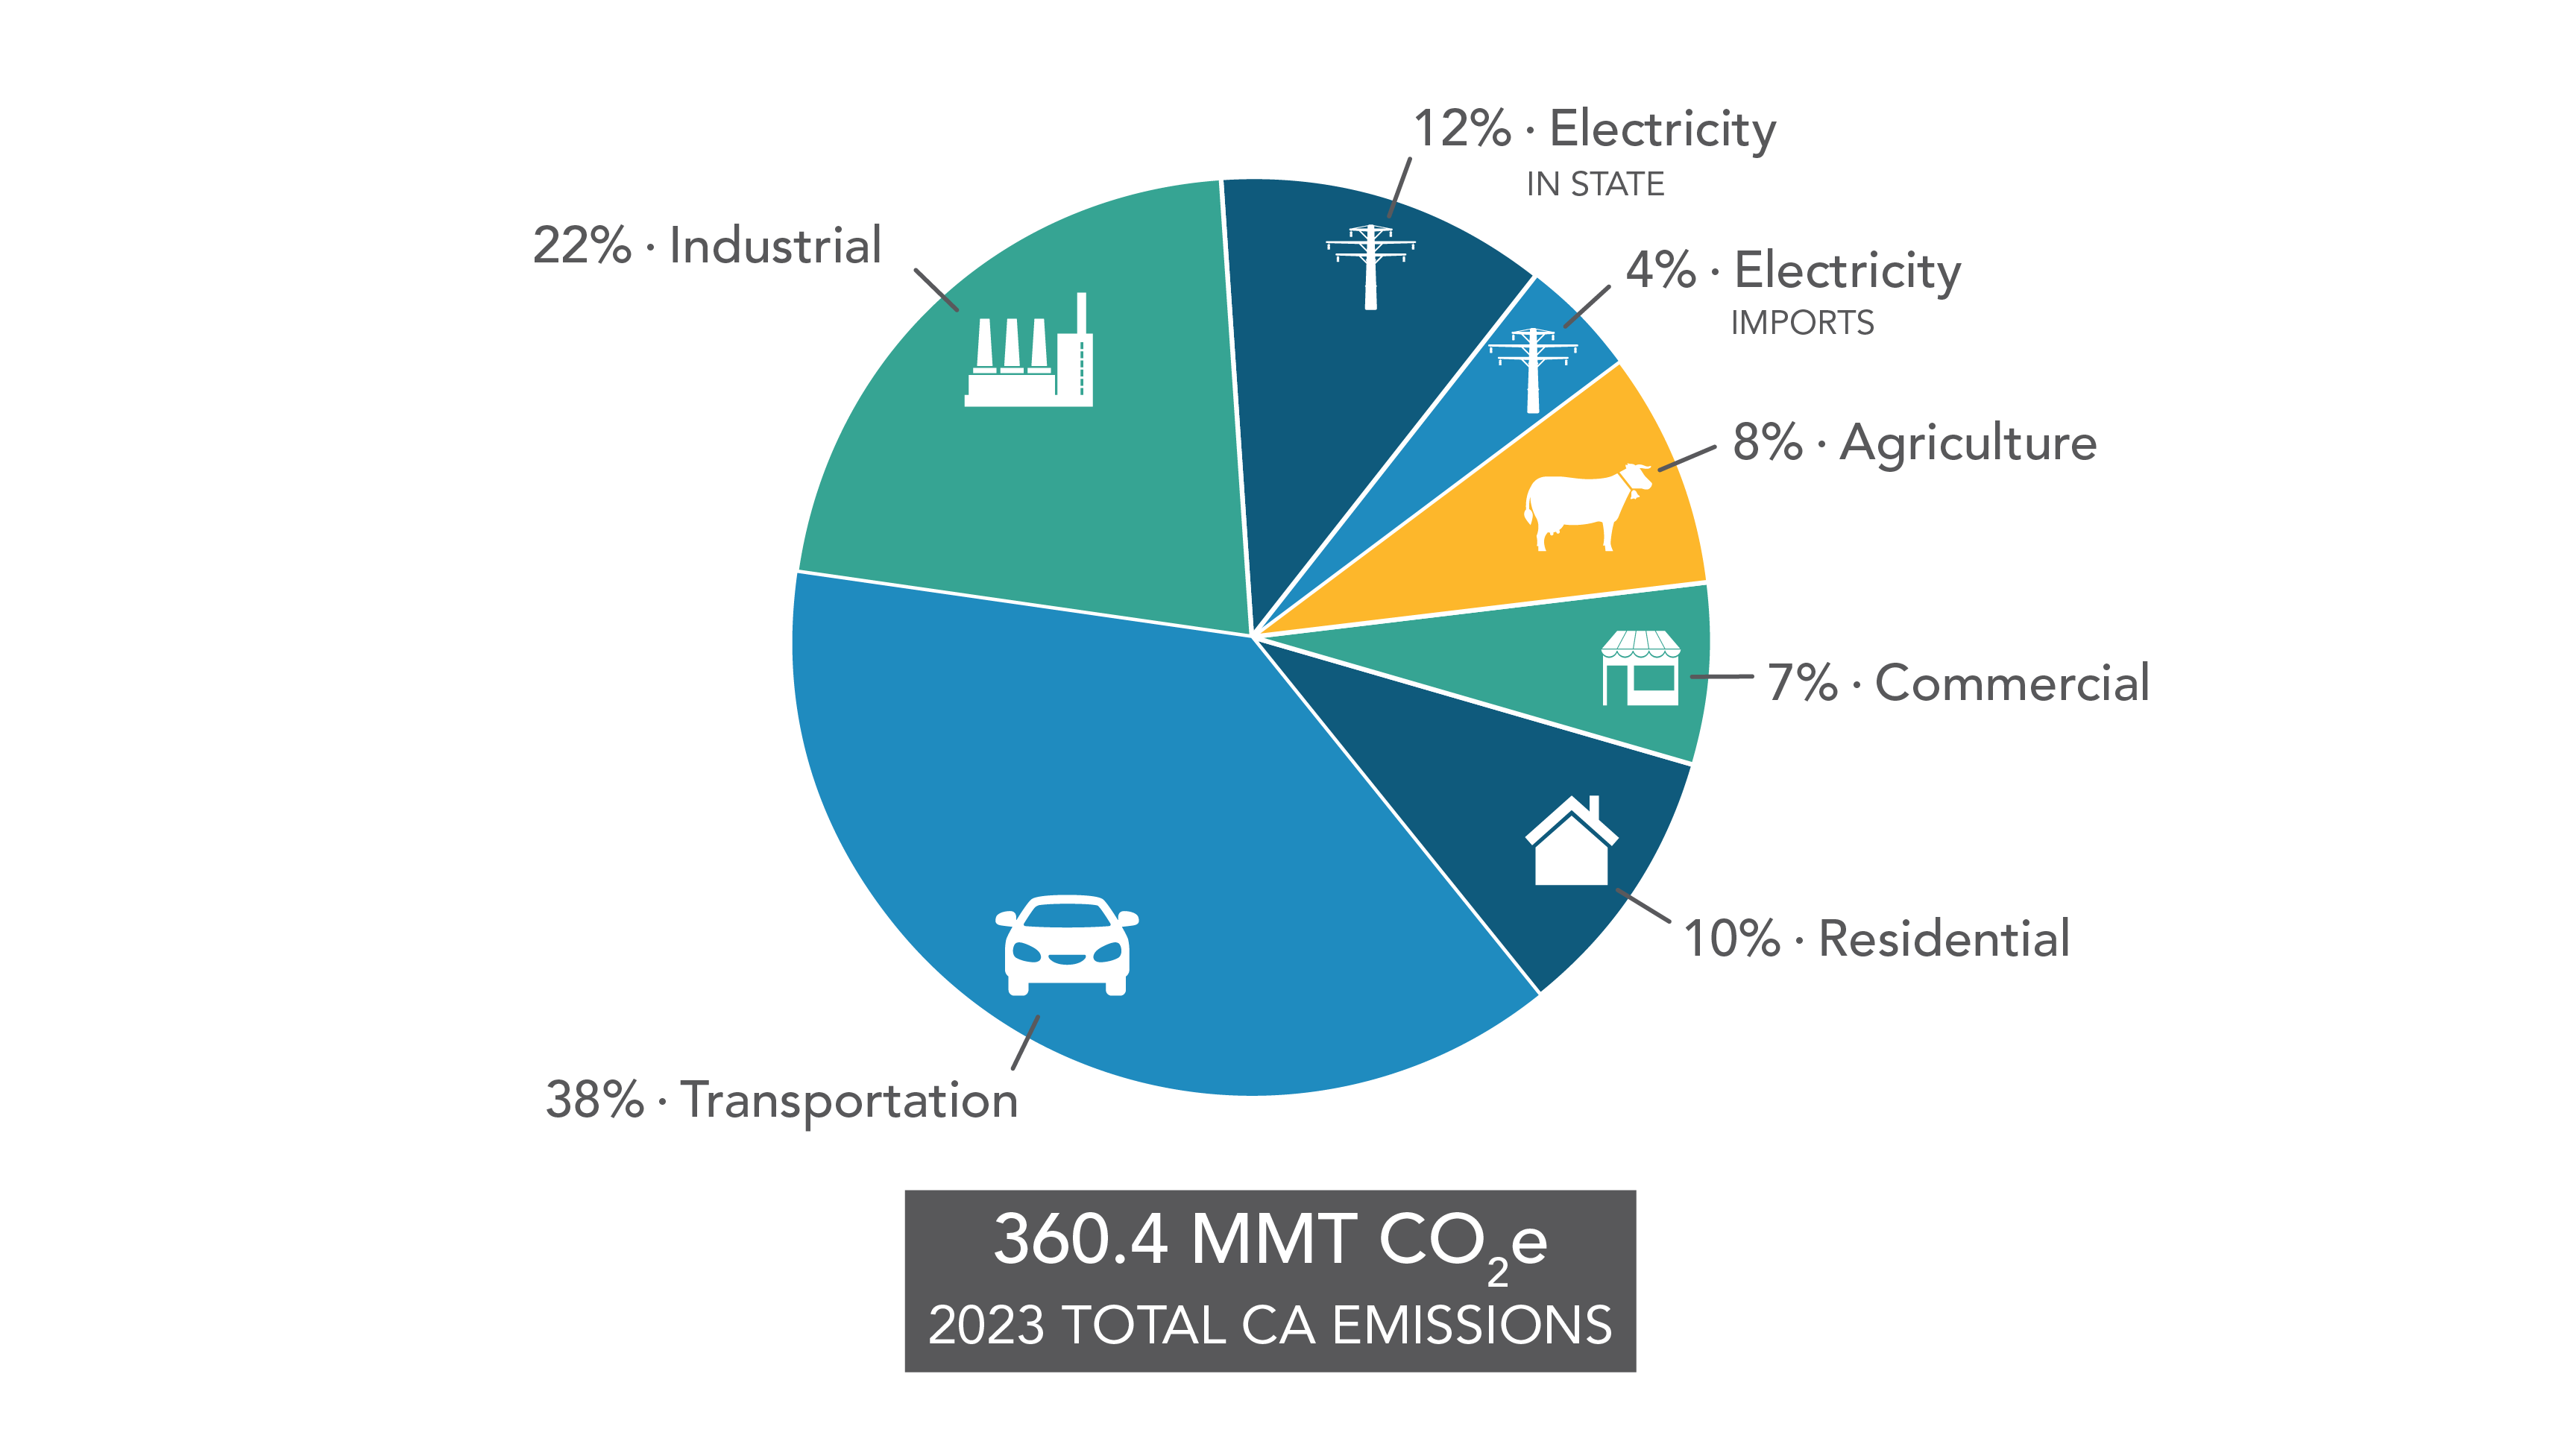 12% · Electricity
IN STATE
22% · Industrial
4% · Electricity
IMPORTS
8% · Agriculture
7% · Commercial
10% · Residential
38% · Transportation
360.4 MMT CO₂e
2023 TOTAL CA EMISSIONS